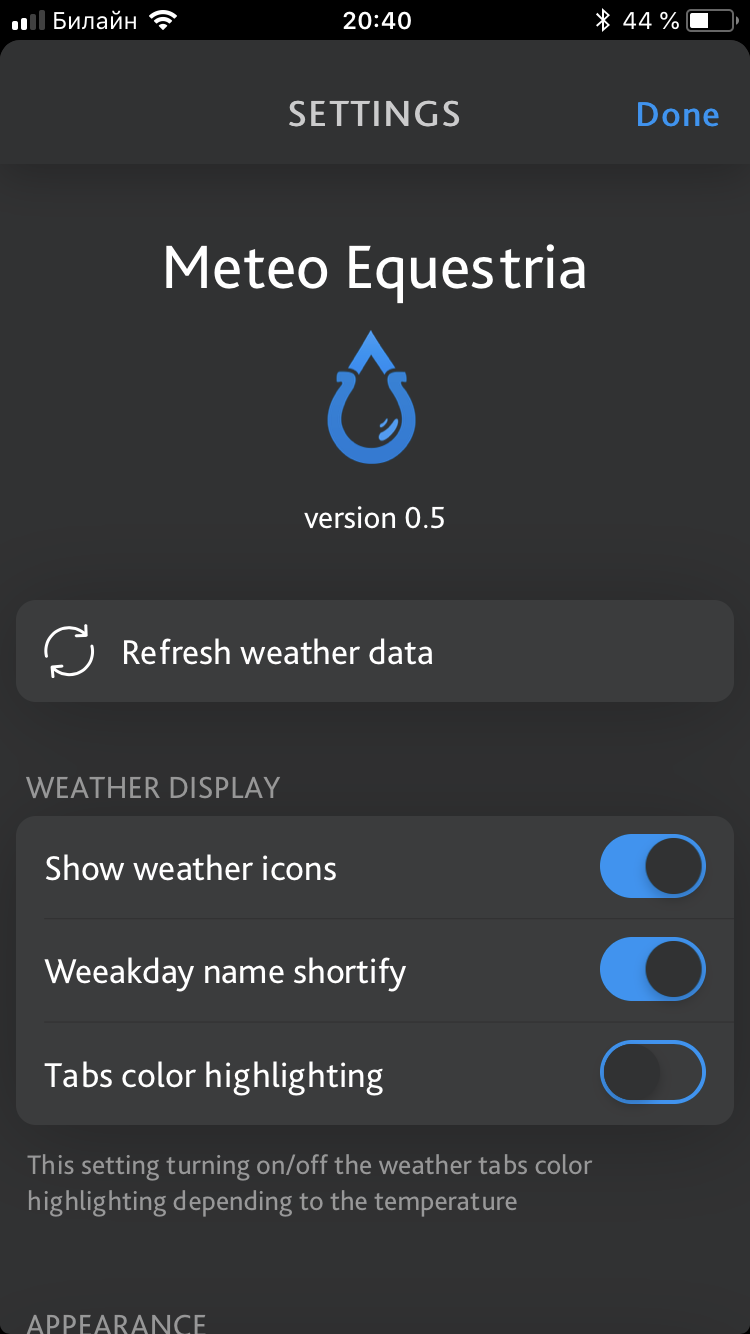 Билайн 20:40 44 %
SETTINGS Done
Meteo Equestria
version 0.5
Refresh weather data
WEATHER DISPLAY
Show weather icons
Weeakday name shortify
Tabs color highlighting
This setting turning on/off the weather tabs color
highlighting depending to the temperature
APPEARANCE